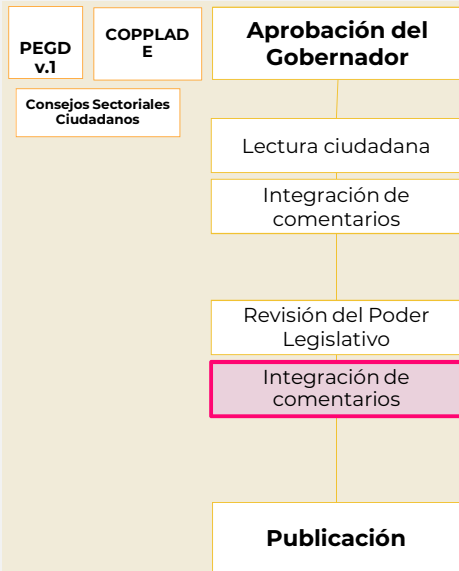 PEGD
v.1
COPPLAD
E
Consejos Sectoriales
Ciudadanos
Aprobación del
Gobernador
Lectura ciudadana
Integración de
comentarios
Revisión del Poder
Legislativo
Integración de
comentarios
Publicación